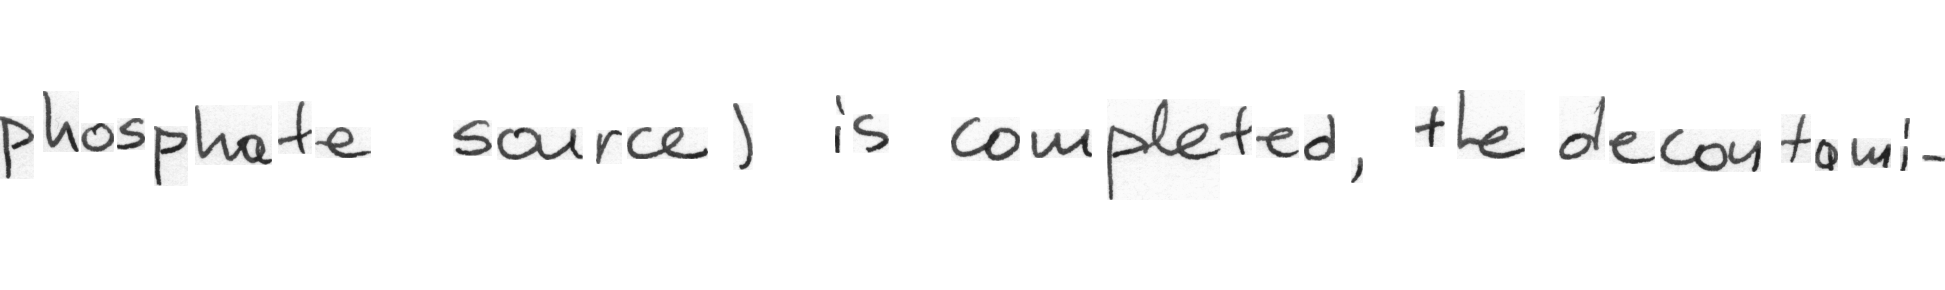 phosphate source) is completed, the decontami-